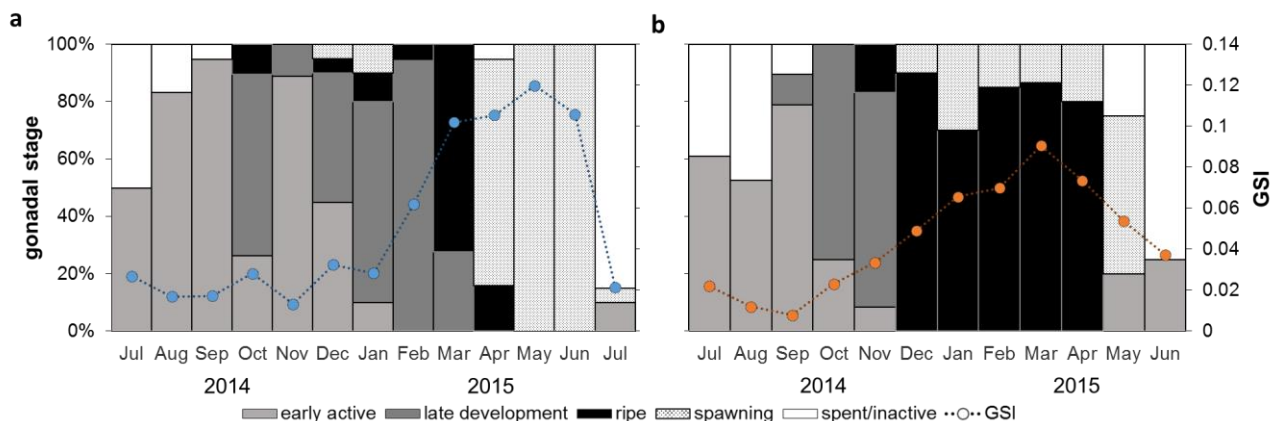 a
b
100%
80%
60%
40%
20%
0%
gonadal stage
Jul Aug Sep Oct Nov Dec Jan Feb Mar Apr May Jun Jul
2014 2015
0.14
0.12
0.1
0.08
0.06
0.04
0.02
0
GSI
Jul Aug Sep Oct Nov Dec Jan Feb Mar Apr May Jun
2014 2015
early active late development ripe spawning spent/inactive GSI